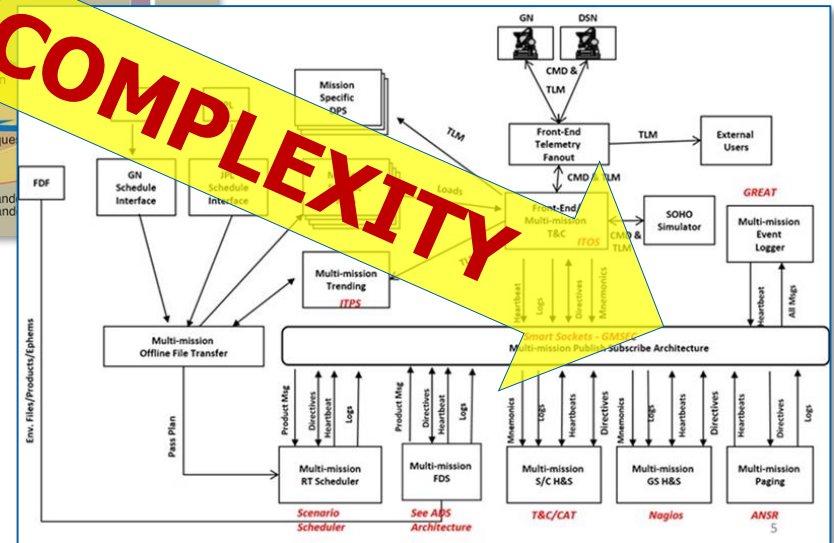 GN
DSN
CMD &
TLM
Mission
Specific
DPS
Front-End
Telemetry
Fanout
TLM
External
Users
TLM
CMD & TLM
FDF
GN
Schedule
Interface
JPL
Schedule
Interface
Loads
Front-End/
Multi-mission
T&C
ITOS
CMD &
TLM
SOHO
Simulator
GREAT
Multi-mission
Event
Logger
COMPLEXITY
Multi-mission
Trending
ITPS
Heartbeat
Logs
Directives
Mnemonics
Heartbeat
All Msgs
Multi-mission
Offline File Transfer
Smart Sockets - GMSEC
Multi-mission Publish Subscribe Architecture
Env. Files/Products/Ephems
Pass Plan
Product Msg
Directives
Heartbeat
Logs
Product Msg
Directives
Heartbeat
Logs
Mnemonics
Logs
Heartbeats
Directives
Mnemonics
Logs
Heartbeats
Directives
Heartbeats
Directives
Logs
Multi-mission
RT Scheduler
Multi-mission
FDS
Multi-mission
S/C H&S
Multi-mission
GS H&S
Multi-mission
Paging
Scenario
Scheduler
See ADS
Architecture
T&C/CAT
Nagios
ANSR
5